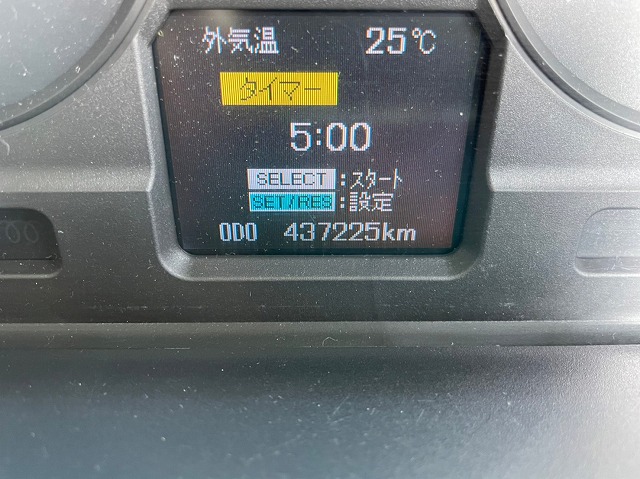 外気温 25℃
タイマー
5:00
SELECT:スタート
SET/RES:設定
ODO 437225km